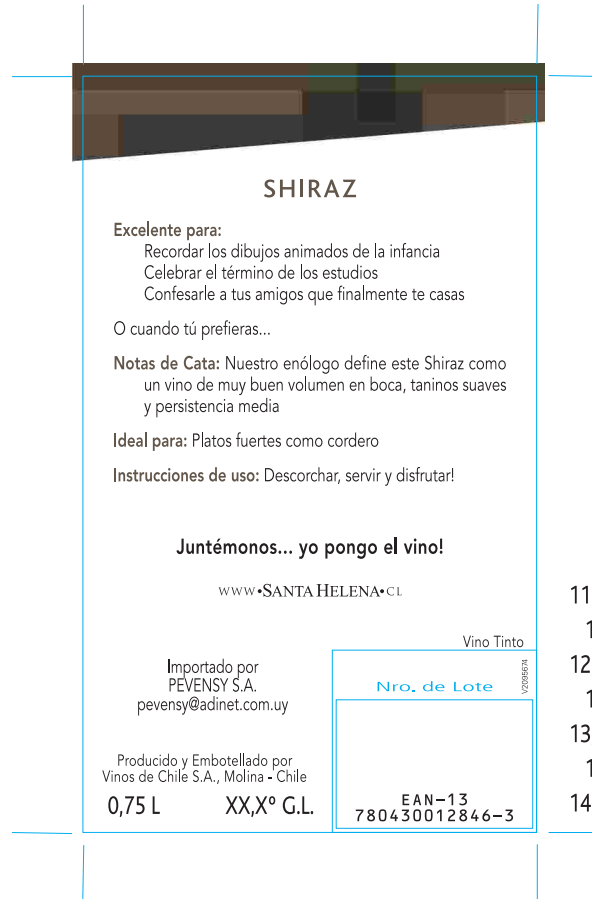 SHIRAZ
Excelente para:
Recordar los dibujos animados de la infancia
Celebrar el término de los estudios
Confesarle a tus amigos que finalmente te casas
O cuando tú prefieras...
Notas de Cata: Nuestro enólogo define este Shiraz como
un vino de muy buen volumen en boca, taninos suaves
y persistencia media
Ideal para: Platos fuertes como cordero
Instrucciones de uso: Descorchar, servir y disfrutar!
Juntémonos... yo pongo el vino!
WWW•SANTA HELENA•CL
Vino Tinto
Importado por
PEVENSY S.A.
pevensy@adinet.com.uy
Nro. de Lote
V2095674
Producido y Embotellado por
Vinos de Chile S.A., Molina - Chile
0,75 L XX,Xº G.L.
EAN-13
780430012846-3
11
1
12
1
13
1
14